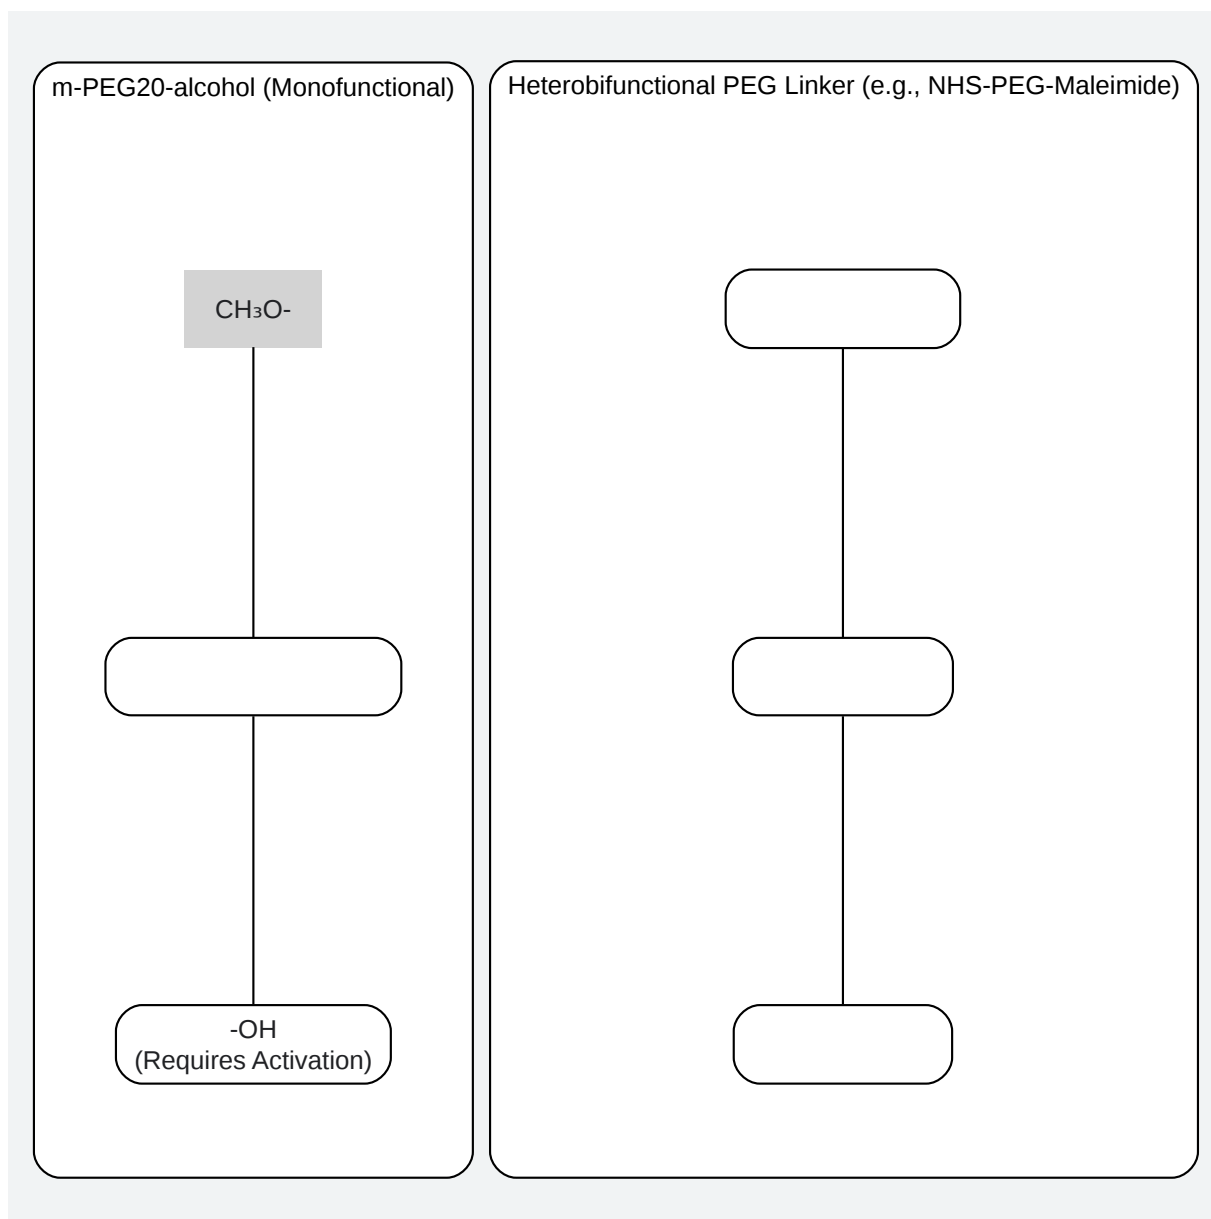 m-PEG20-alcohol (Monofunctional)
Heterobifunctional PEG Linker (e.g., NHS-PEG-Maleimide)
CH₃O-
-OH
(Requires Activation)